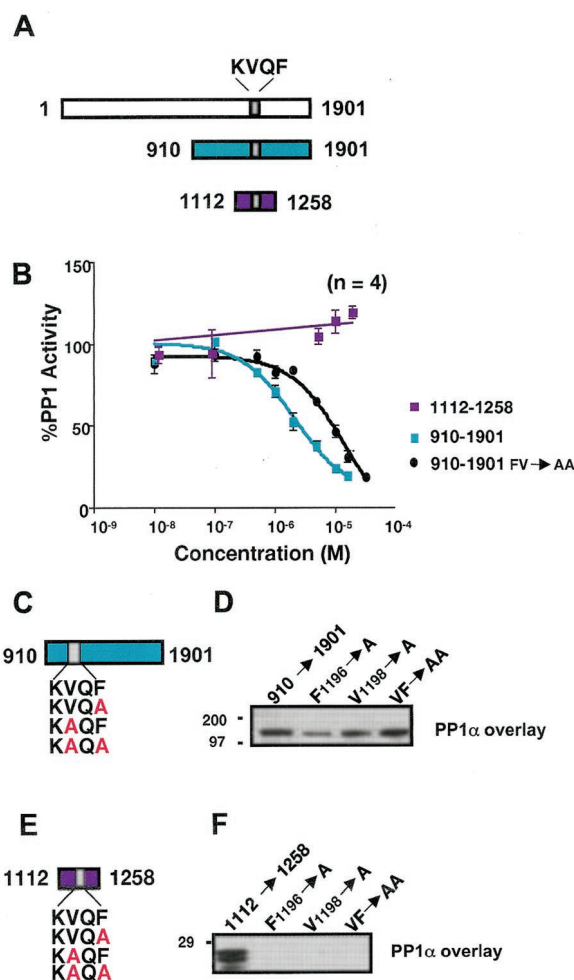 A
KVQF
1 1901
910 1901
1112 1258
B
150
(n = 4)
100
%PP1 Activity
50
0
10-9 10-8 10-7 10-6 10-5 10-4
Concentration (M)
1112-1258
910-1901
910-1901 FV→AA
C
910 1901
KVQF
KVQA
KAQF
KAQA
D
910 → 1901
F1196→A
V1198→A
VF→AA
200
97
PP1α overlay
E
1112 1258
KVQF
KVQA
KAQF
KAQA
F
1112 → 1258
F1196→A
V1198→A
VF→AA
29
PP1α overlay